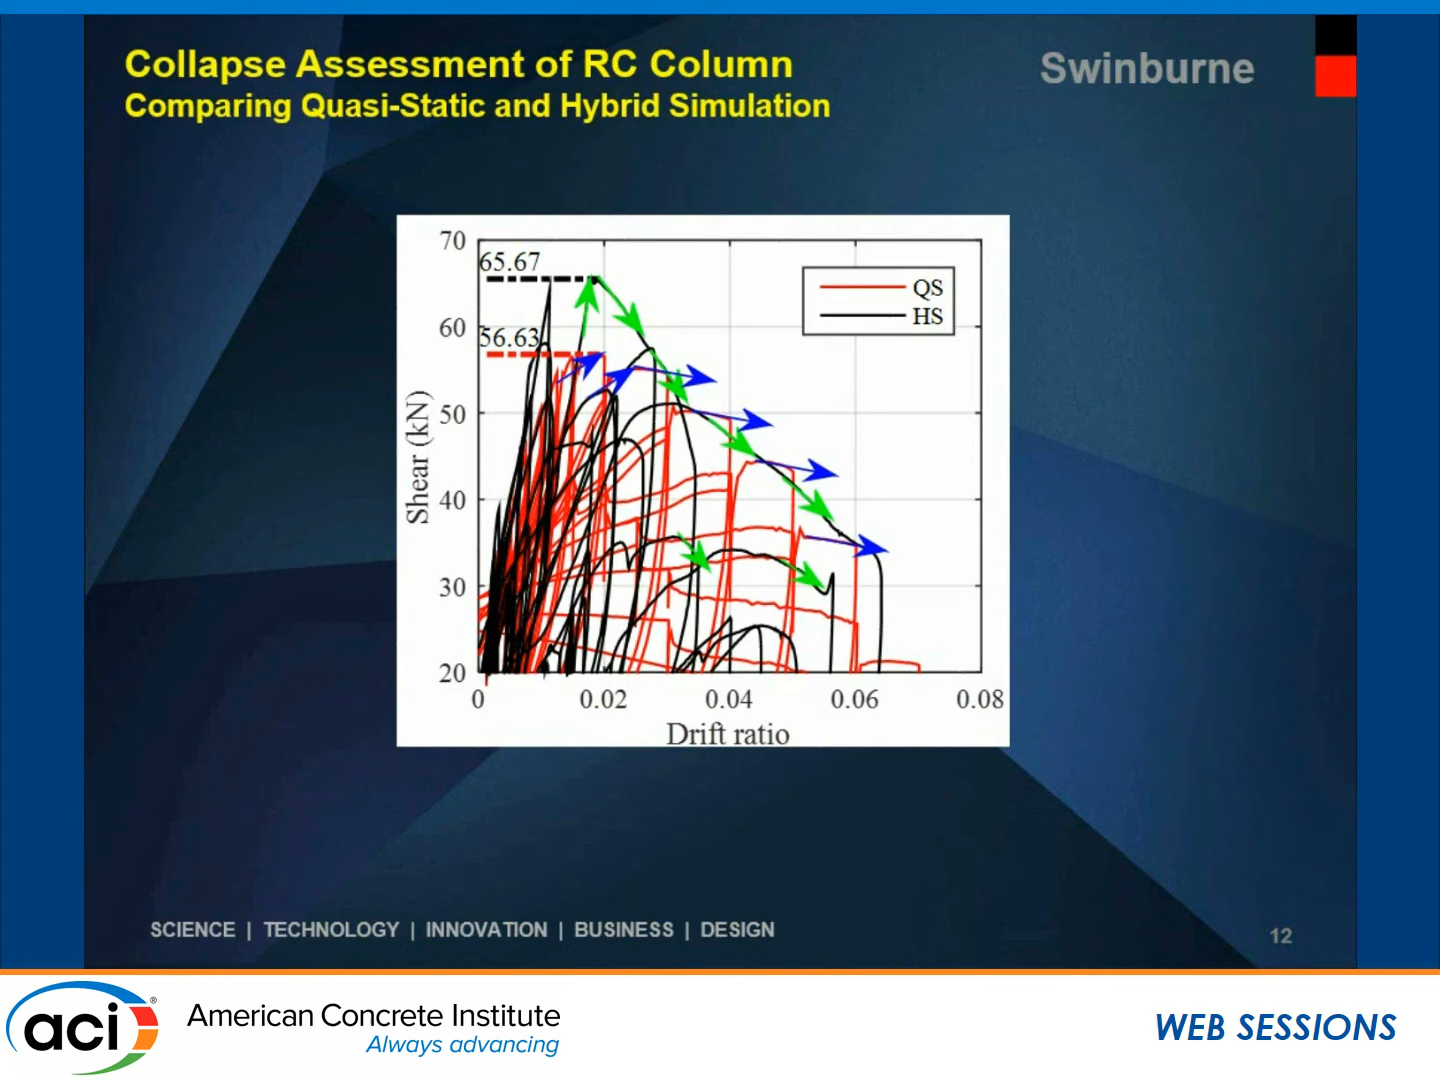 Collapse Assessment of RC Column
Comparing Quasi-Static and Hybrid Simulation
Swinburne
70
60
50
40
30
20
65.67
56.63
QS
HS
Shear (kN)
0 0.02 0.04 0.06 0.08
Drift ratio
SCIENCE | TECHNOLOGY | INNOVATION | BUSINESS | DESIGN
12
aci®
American Concrete Institute
Always advancing
WEB SESSIONS